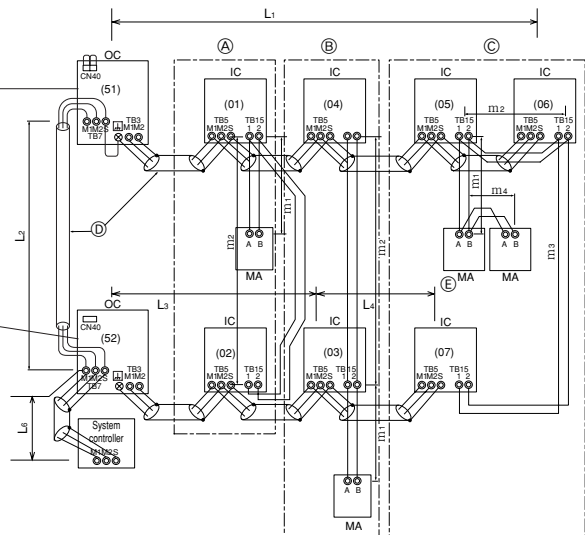 L1
OC
CN40
(51)
TB3
M1M2S
M1M2
TB7
A
IC
(01)
TB5
TB15
M1M2S
1 2
B
IC
(04)
TB5
TB15
M1M2S
1 2
C
IC
(05)
TB5
TB15
M1M2S
1 2
m2
IC
(06)
TB5
TB15
M1M2S
1 2
L2
D
m2
m1
A B
MA
m2
m1
m4
m3
A B
MA
A B
MA
E
L3
L4
OC
CN40
(52)
TB3
M1M2S
M1M2
TB7
IC
(02)
TB5
TB15
M1M2S
1 2
IC
(03)
TB5
TB15
M1M2S
1 2
IC
(07)
TB5
TB15
M1M2S
1 2
L6
System
controller
M1M2S
m1
A B
MA